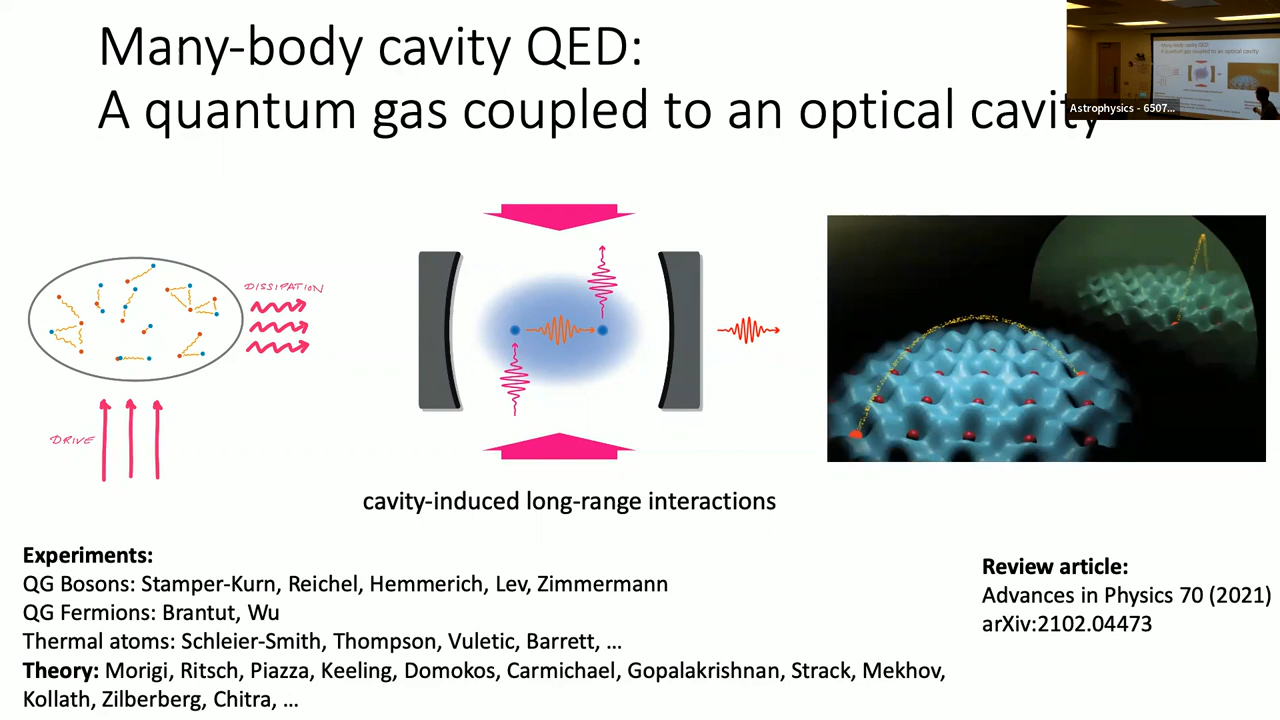 Many-body cavity QED:
A quantum gas coupled to an optical cavity
Astrophysics - 6507...
DISSIPATION
DRIVE
cavity-induced long-range interactions
Experiments:
QG Bosons: Stamper-Kurn, Reichel, Hemmerich, Lev, Zimmermann
QG Fermions: Brantut, Wu
Thermal atoms: Schleier-Smith, Thompson, Vuletic, Barrett, ...
Theory: Morigi, Ritsch, Piazza, Keeling, Domokos, Carmichael, Gopalakrishnan, Strack, Mekhov,
Kollath, Zilberberg, Chitra, ...
Review article:
Advances in Physics 70 (2021)
arXiv:2102.04473